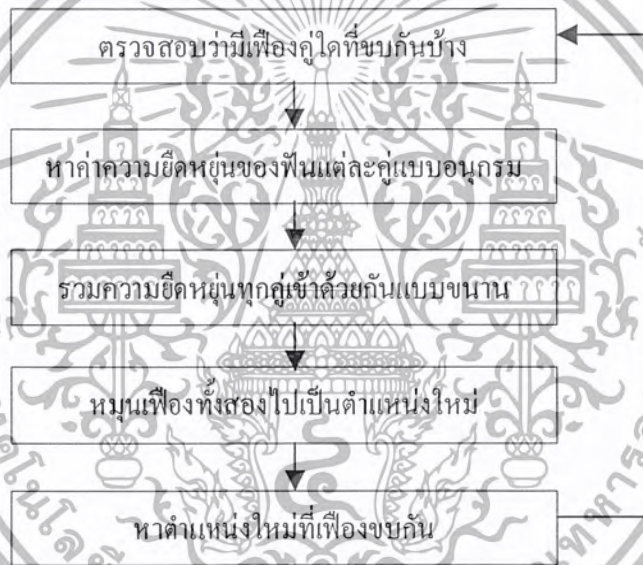 ตรวจสอบว่ามีเฟืองคู่ใดที่ขบกันบ้าง
หาค่าความยืดหยุ่นของฟันแต่ละคู่แบบอนุกรม
รวมความยืดหยุ่นทุกคู่เข้าด้วยกันแบบขนาน
หมุนเฟืองทั้งสองไปเป็นตำแหน่งใหม่
หาตำแหน่งใหม่ที่เฟืองขบกัน